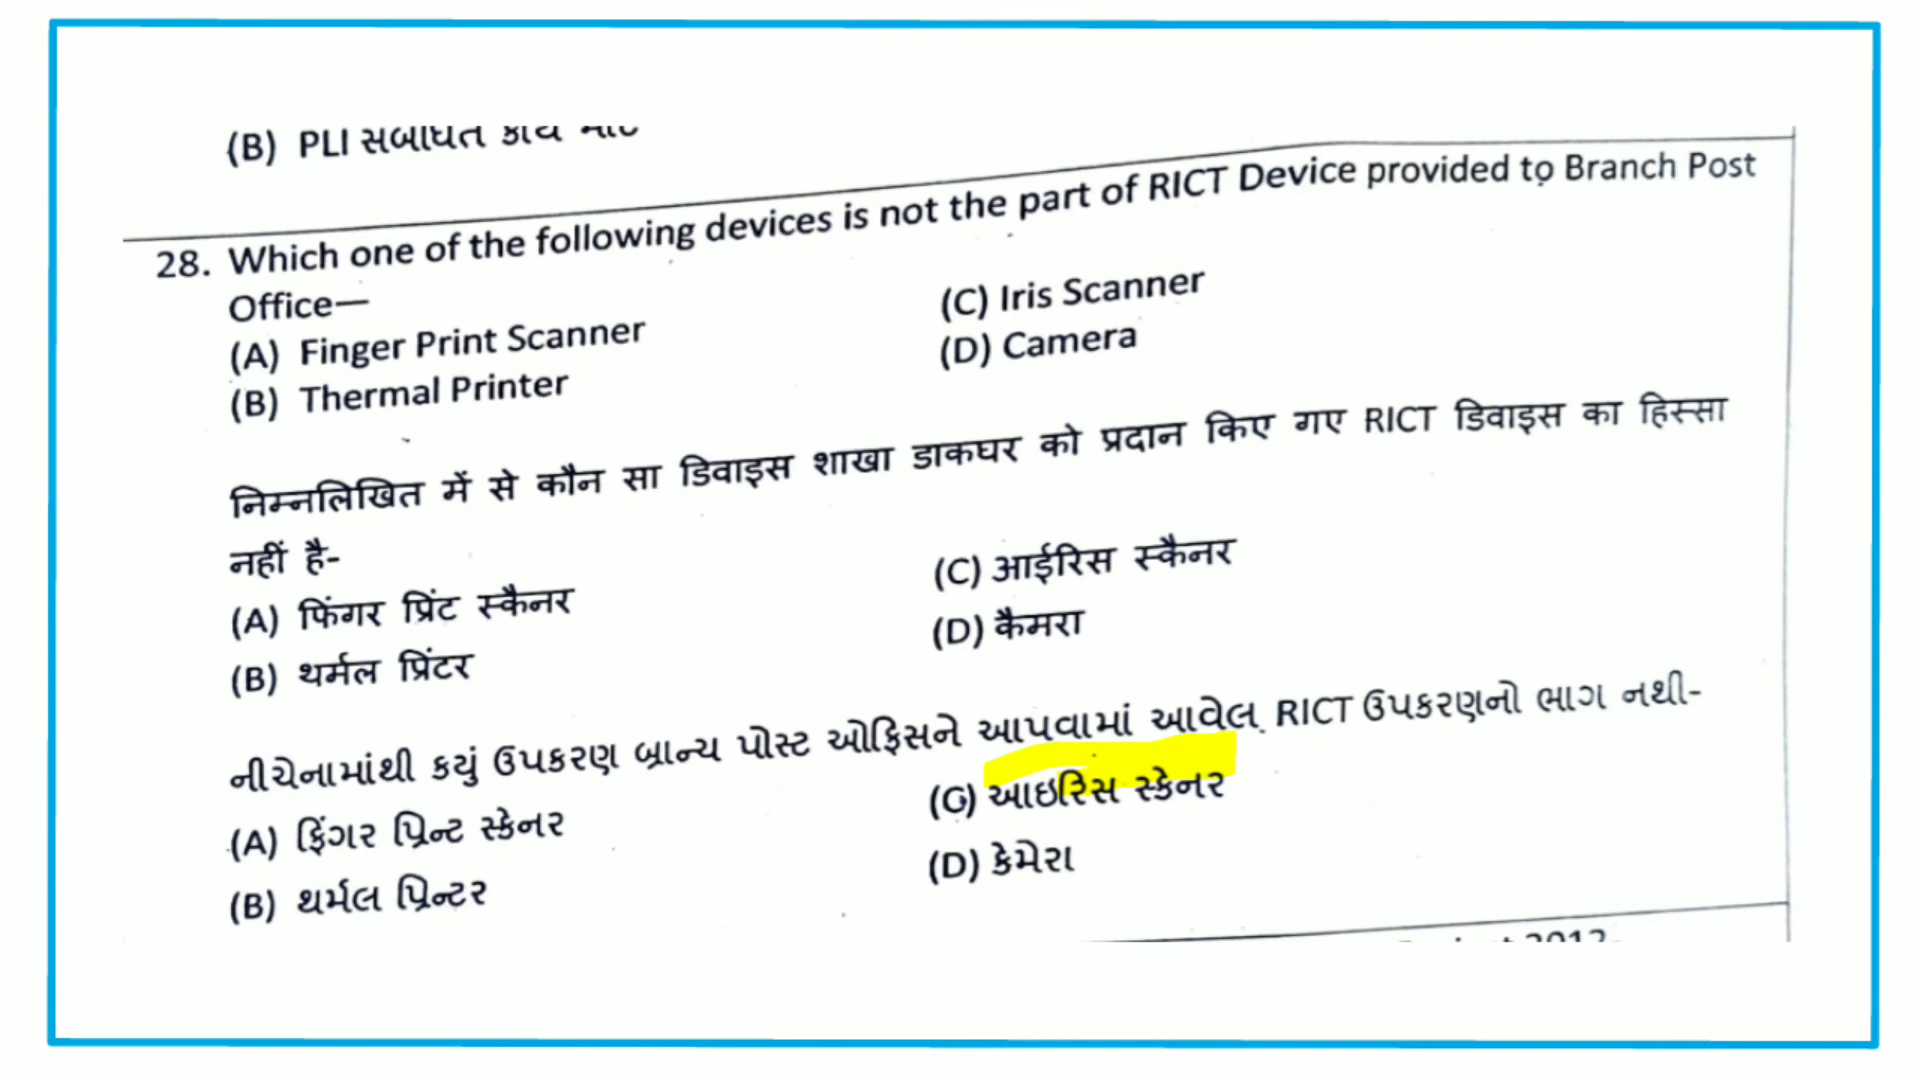 (B) PLI
28. Which one of the following devices is not the part of RICT Device provided to Branch Post
Office—
(A) Finger Print Scanner
(C) Iris Scanner
(B) Thermal Printer
(D) Camera
निम्नलिखित में से कौन सा डिवाइस शाखा डाकघर को प्रदान किए गए RICT डिवाइस का हिस्सा
नहीं है-
(A) फिंगर प्रिंट स्कैनर
(C) आईरिस स्कैनर
(B) थर्मल प्रिंटर
(D) कैमरा
નીચેનામાંથી કયું ઉપકરણ બ્રાન્ચ પોસ્ટ ઓફિસને આપવામાં આવેલ RICT ઉપકરણનો ભાગ નથી-
(A) ફિંગર પ્રિન્ટ સ્કેનર
(C) આઇરિસ સ્કેનર
(B) થર્મલ પ્રિન્ટર
(D) કેમેરા